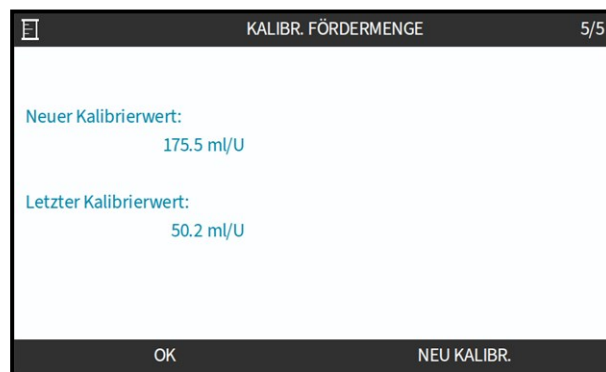 KALIBR. FÖRDERMENGE 5/5
Neuer Kalibrierwert:
175.5 ml/U
Letzter Kalibrierwert:
50.2 ml/U
OK NEU KALIBR.